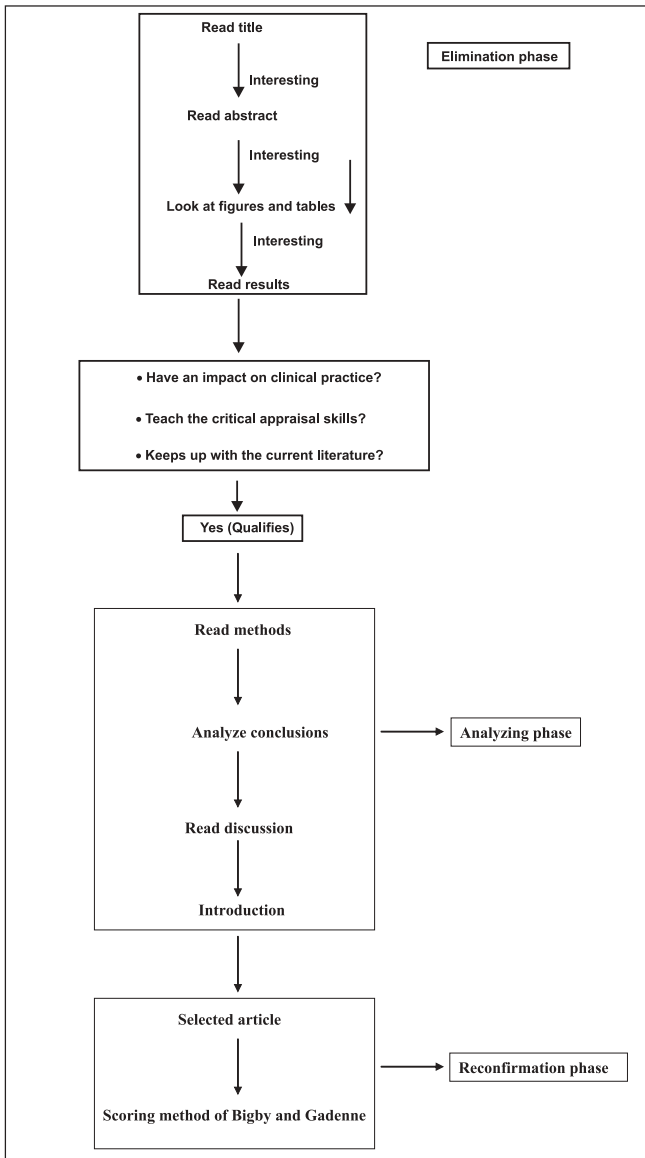 Read title
Elimination phase
Interesting
Read abstract
Interesting
Look at figures and tables
Interesting
Read results
• Have an impact on clinical practice?
• Teach the critical appraisal skills?
• Keeps up with the current literature?
Yes (Qualifies)
Read methods
Analyze conclusions
Analyzing phase
Read discussion
Introduction
Selected article
Reconfirmation phase
Scoring method of Bigby and Gadenne